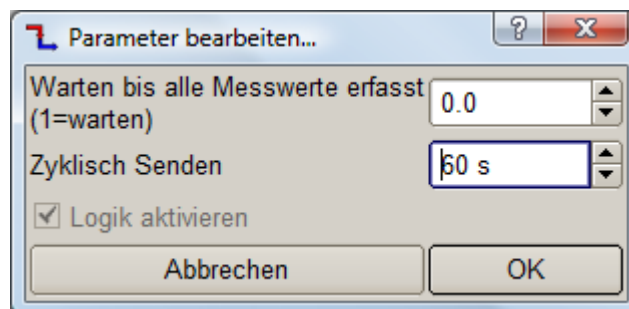 Parameter bearbeiten...
Warten bis alle Messwerte erfasst
(1=warten)
0.0
Zyklisch Senden
60 s
Logik aktivieren
Abbrechen
OK